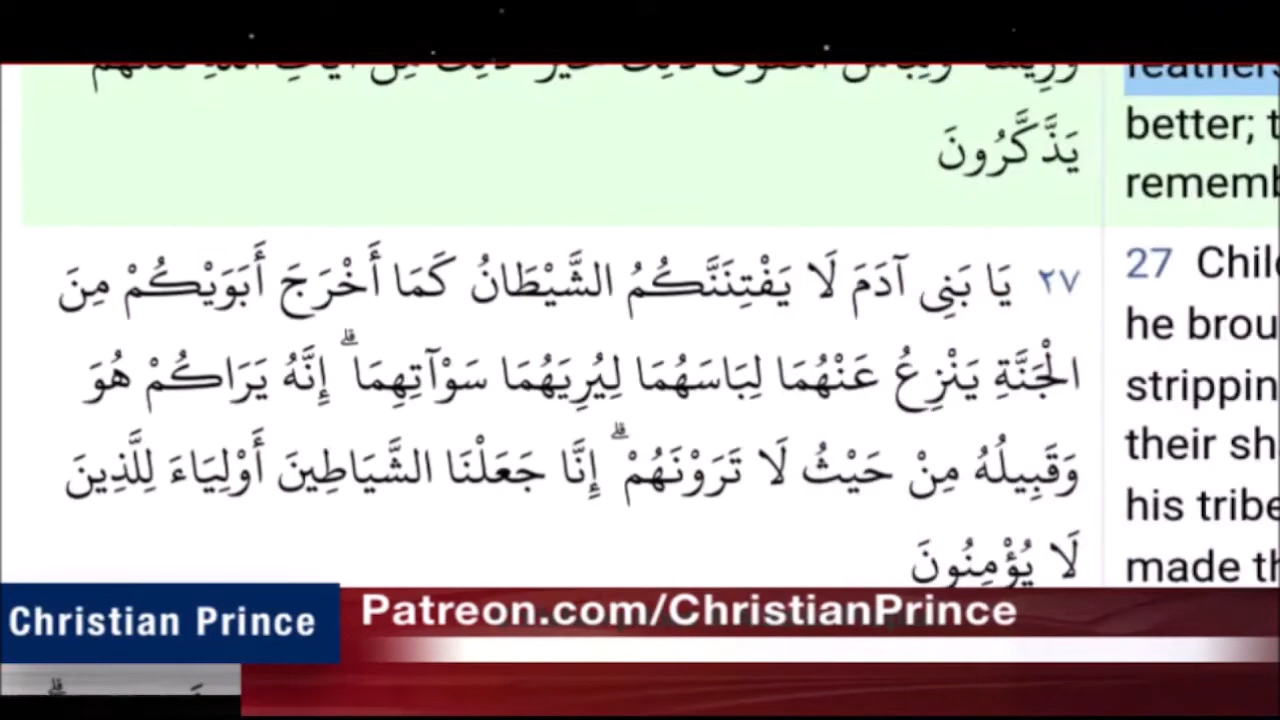 يَذَّكَّرُونَ
٢٧ يَا بَنِى آدَمَ لَا يَفْتِنَنَّكُمُ الشَّيْطَانُ كَمَا أَخْرَجَ أَبَوَيْكُمْ مِنَ
الْجَنَّةِ يَنْزِعُ عَنْهُمَا لِبَاسَهُمَا لِيُرِيَهُمَا سَوْآتِهِمَا ۗ إِنَّهُ يَرَاكُمْ هُوَ
وَقَبِيلُهُ مِنْ حَيْثُ لَا تَرَوْنَهُمْ ۗ إِنَّا جَعَلْنَا الشَّيَاطِينَ أَوْلِيَاءَ لِلَّذِينَ
لَا يُؤْمِنُونَ
feathers
better; t
rememb
27 Chil
he brou
strippin
their sh
his tribe
made th
Christian Prince
Patreon.com/ChristianPrince